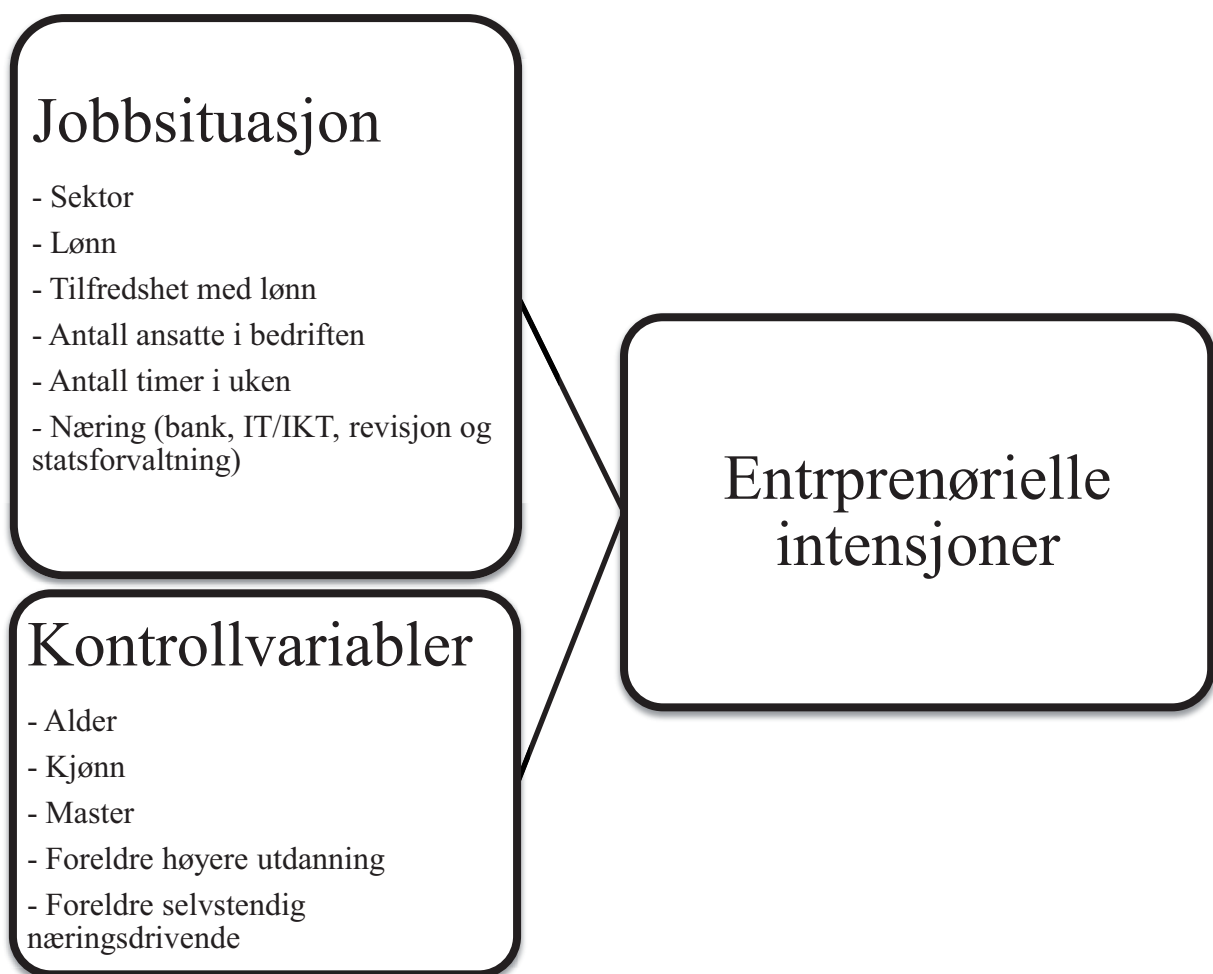 Jobbsituasjon
- Sektor
- Lønn
- Tilfredshet med lønn
- Antall ansatte i bedriften
- Antall timer i uken
- Næring (bank, IT/IKT, revisjon og
statsforvaltning)
Kontrollvariabler
- Alder
- Kjønn
- Master
- Foreldre høyere utdanning
- Foreldre selvstendig
næringsdrivende
Entrprenørielle
intensjoner